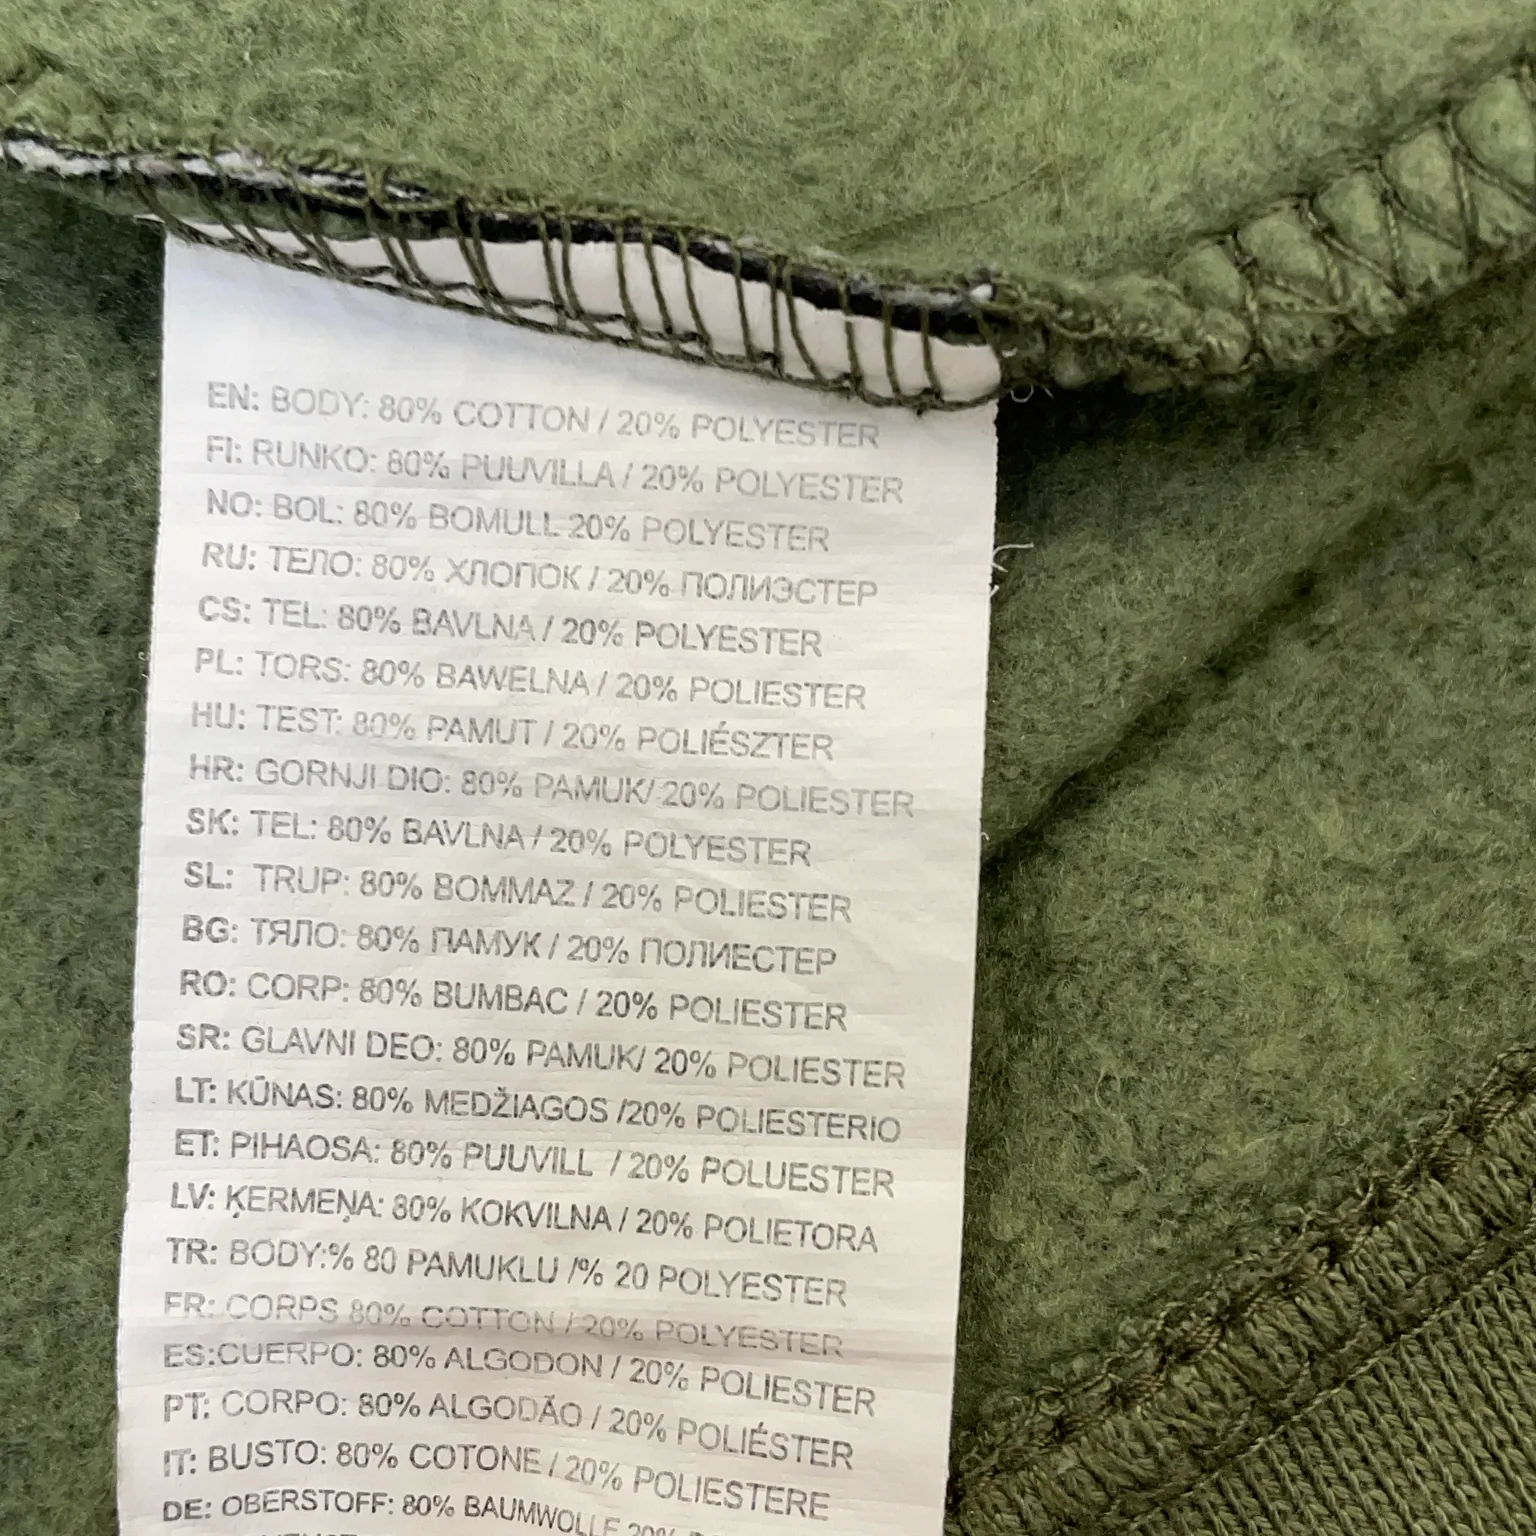 EN: BODY: 80% COTTON / 20% POLYESTER
FI: RUNKO: 80% PUUVILLA / 20% POLYESTER
NO: BOL: 80% BOMULL 20% POLYESTER
RU: ТЕЛО: 80% ХЛОПОК / 20% ПОЛИЭСТЕР
CS: TEL: 80% BAVLNA / 20% POLYESTER
PL: TORS: 80% BAWELNA / 20% POLIESTER
HU: TEST: 80% PAMUT / 20% POLIÉSZTER
HR: GORNJI DIO: 80% PAMUK/ 20% POLIESTER
SK: TEL: 80% BAVLNA / 20% POLYESTER
SL: TRUP: 80% BOMMAZ / 20% POLIESTER
BG: ТЯЛО: 80% ПАМУК / 20% ПОЛИЕСТЕР
RO: CORP: 80% BUMBAC / 20% POLIESTER
SR: GLAVNI DEO: 80% PAMUK/ 20% POLIESTER
LT: KŪNAS: 80% MEDŽIAGOS /20% POLIESTERIO
ET: PIHAOSA: 80% PUUVILL / 20% POLUESTER
LV: ĶERMEŅA: 80% KOKVILNA / 20% POLIETORA
TR: BODY:% 80 PAMUKLU /% 20 POLYESTER
FR: CORPS 80% COTTON / 20% POLYESTER
ES:CUERPO: 80% ALGODON / 20% POLIESTER
PT: CORPO: 80% ALGODÃO / 20% POLIÉSTER
IT: BUSTO: 80% COTONE / 20% POLIESTERE
DE: OBERSTOFF: 80% BAUMWOLLE 20%